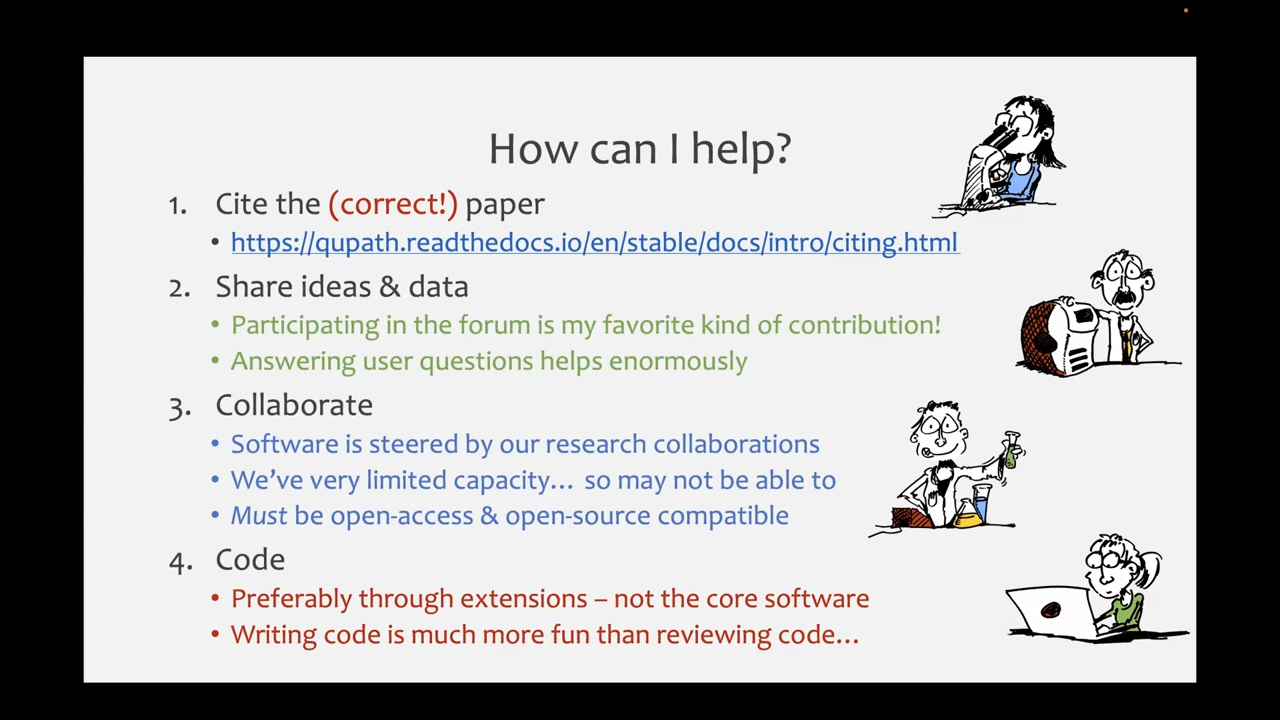 How can I help?
1. Cite the (correct!) paper
• https://qupath.readthedocs.io/en/stable/docs/intro/citing.html
2. Share ideas & data
• Participating in the forum is my favorite kind of contribution!
• Answering user questions helps enormously
3. Collaborate
• Software is steered by our research collaborations
• We’ve very limited capacity… so may not be able to
• Must be open-access & open-source compatible
4. Code
• Preferably through extensions – not the core software
• Writing code is much more fun than reviewing code…